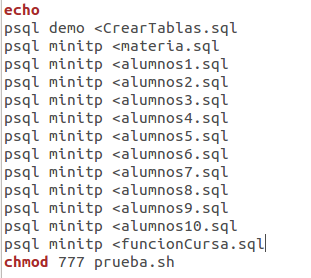 echo
psql demo <CrearTablas.sql
psql minitp <materia.sql
psql minitp <alumnos1.sql
psql minitp <alumnos2.sql
psql minitp <alumnos3.sql
psql minitp <alumnos4.sql
psql minitp <alumnos5.sql
psql minitp <alumnos6.sql
psql minitp <alumnos7.sql
psql minitp <alumnos8.sql
psql minitp <alumnos9.sql
psql minitp <alumnos10.sql
psql minitp <funcionCursa.sql
chmod 777 prueba.sh